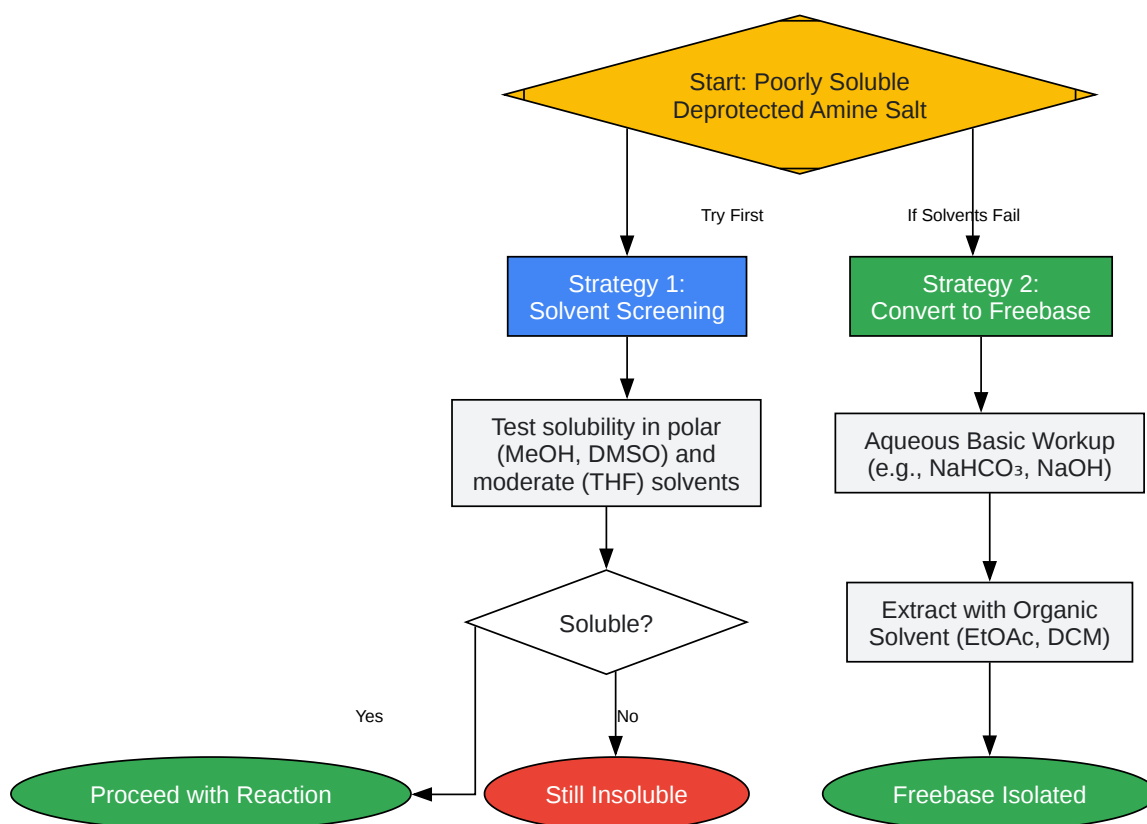 Start: Poorly Soluble
Deprotected Amine Salt
Try First
If Solvents Fail
Strategy 1:
Solvent Screening
Strategy 2:
Convert to Freebase
Test solubility in polar
(MeOH, DMSO) and
moderate (THF) solvents
Aqueous Basic Workup
(e.g., NaHCO₃, NaOH)
Soluble?
Extract with Organic
Solvent (EtOAc, DCM)
Yes
No
Proceed with Reaction
Still Insoluble
Freebase Isolated